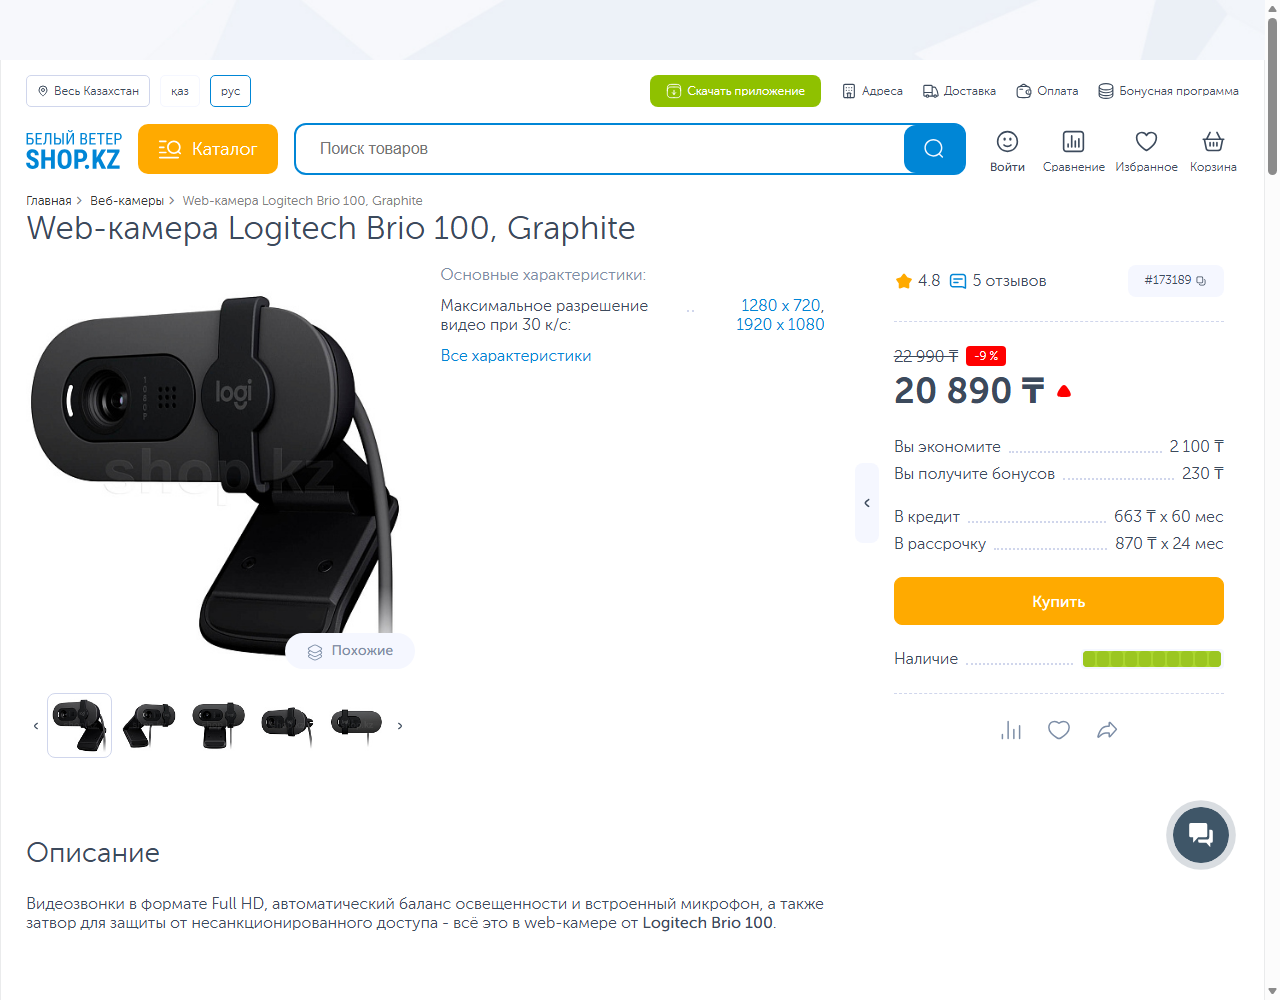 Весь Казахстан
қаз
рус
Скачать приложение
Адреса
Доставка
Оплата
Бонусная программа
БЕЛЫЙ ВЕТЕР
SHOP.KZ
Каталог
Поиск товаров
Войти
Сравнение
Избранное
Корзина
Главная > Веб-камеры > Web-камера Logitech Brio 100, Graphite
Web-камера Logitech Brio 100, Graphite
logi
1080P
shop.kz
Похожие
Основные характеристики:
Максимальное разрешение видео при 30 к/с:
1280 x 720,
1920 x 1080
Все характеристики
4.8
5 отзывов
#173189
22 990 ₸
-9 %
20 890 ₸
Вы экономите 2 100 ₸
Вы получите бонусов 230 ₸
В кредит 663 ₸ x 60 мес
В рассрочку 870 ₸ x 24 мес
Купить
Наличие
Описание
Видеозвонки в формате Full HD, автоматический баланс освещенности и встроенный микрофон, а также
затвор для защиты от несанкционированного доступа - всё это в web-камере от Logitech Brio 100.